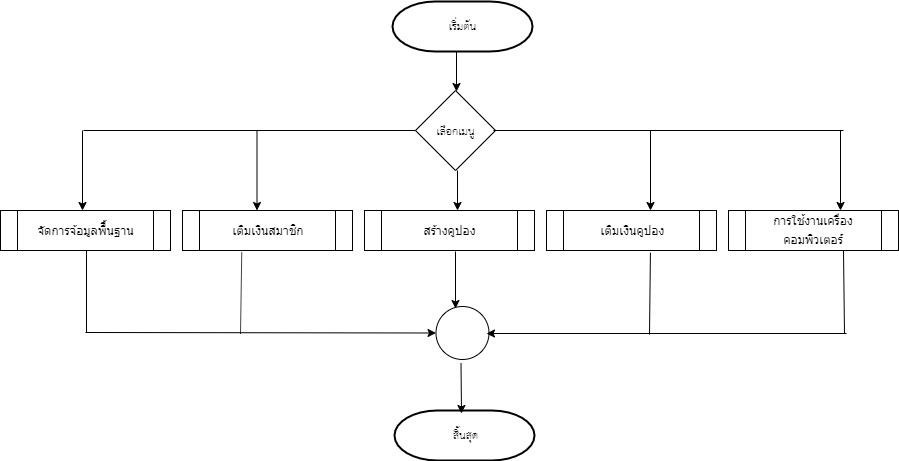 เริ่มต้น
เลือกเมนู
จัดการจ้อมูลพื้นฐาน
เติมเงินสมาชิก
สร้างคูปอง
เติมเงินคูปอง
การใช้งานเครื่อง
คอมพิวเตอร์
สิ้นสุด